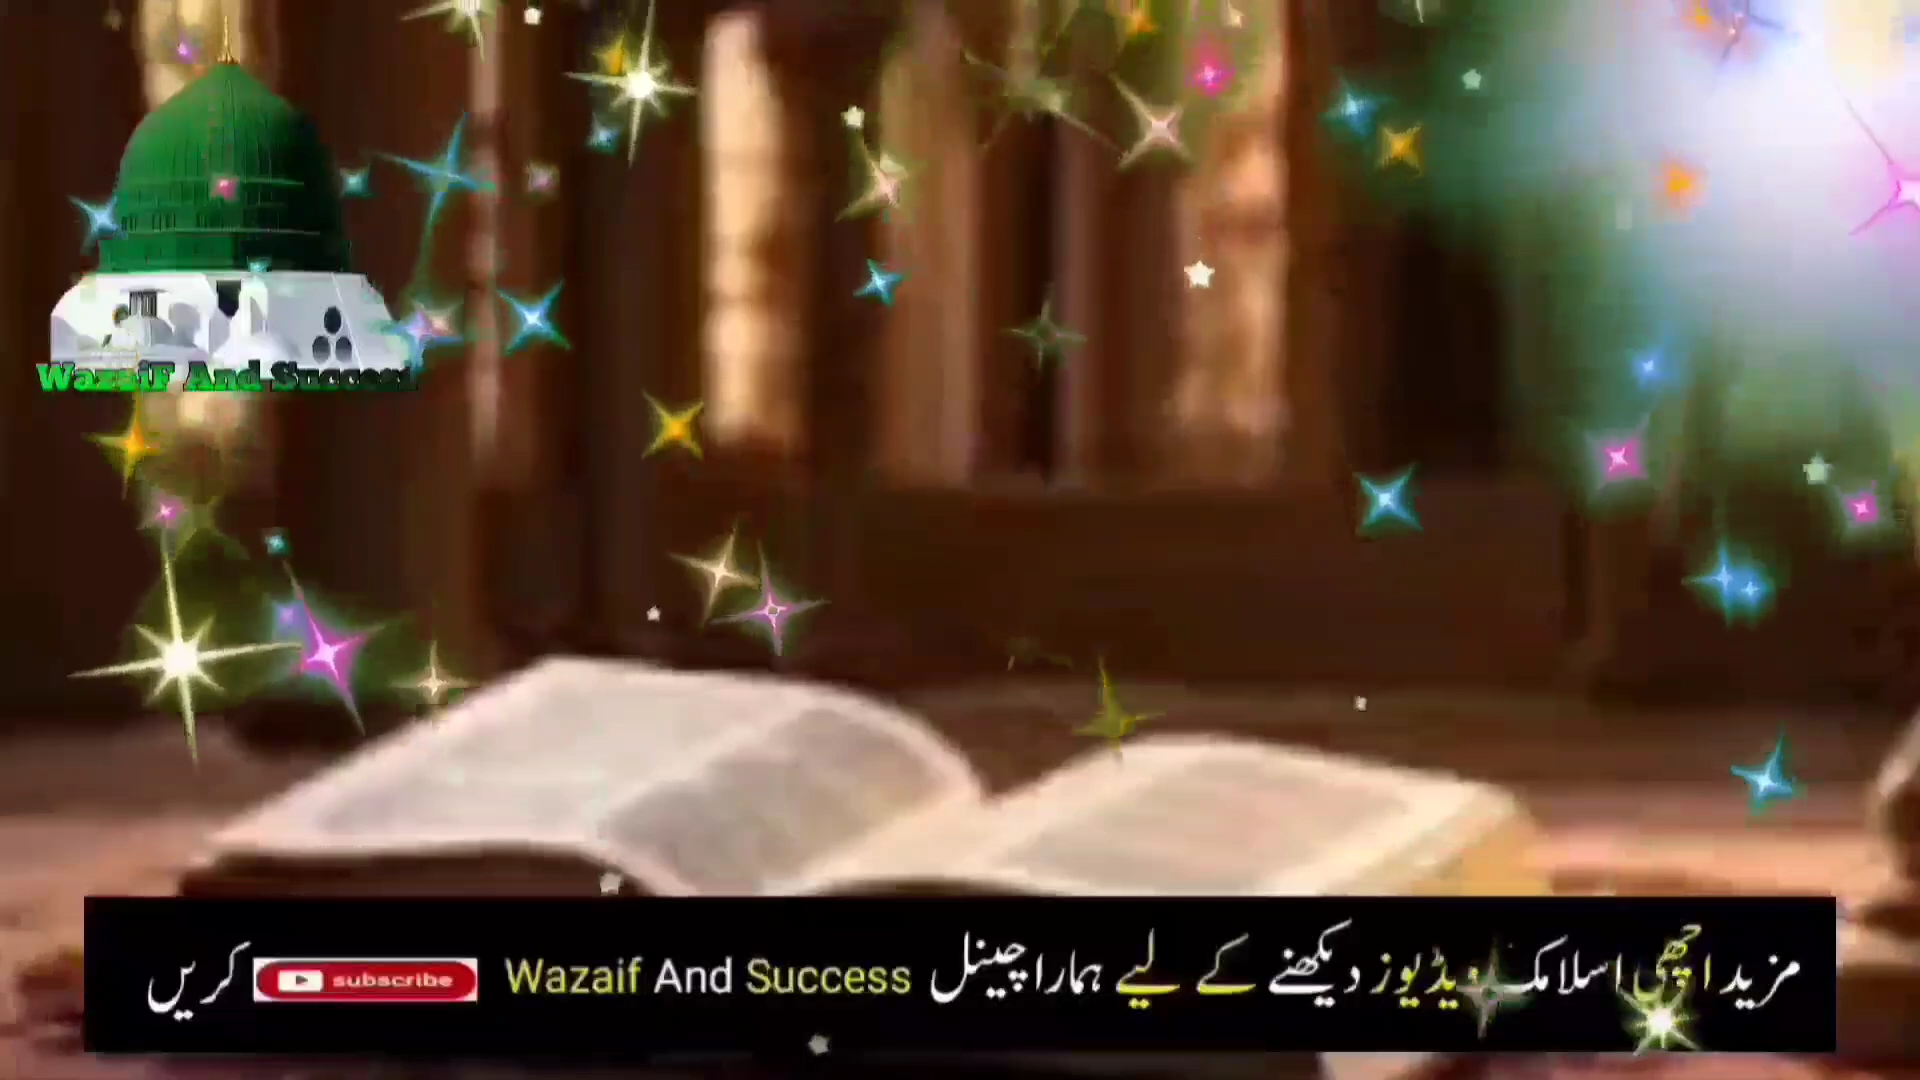 WazaiF And Success
مزید اچھی اسلامک ویڈیوز دیکھنے کے لیے ہمارا چینل Wazaif And Success subscribe کریں